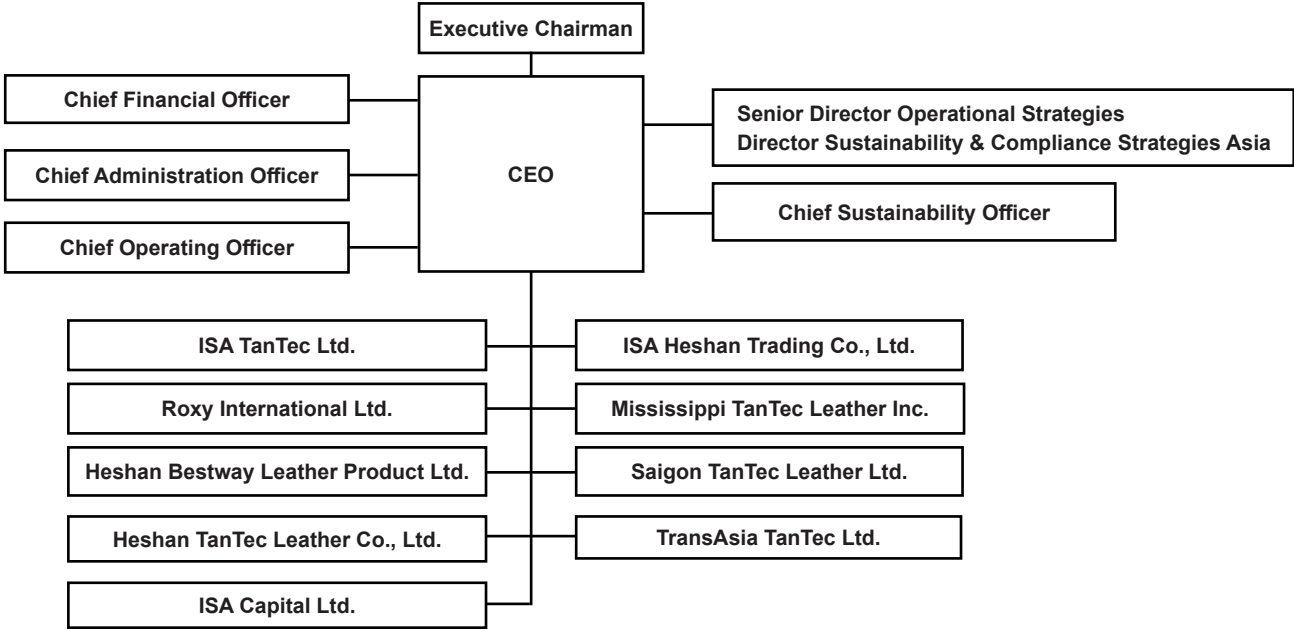 Executive Chairman
Chief Financial Officer
Chief Administration Officer
Chief Operating Officer
CEO
Senior Director Operational Strategies
Director Sustainability & Compliance Strategies Asia
Chief Sustainability Officer
ISA TanTec Ltd.
ISA Heshan Trading Co., Ltd.
Roxy International Ltd.
Mississippi TanTec Leather Inc.
Heshan Bestway Leather Product Ltd.
Saigon TanTec Leather Ltd.
Heshan TanTec Leather Co., Ltd.
TransAsia TanTec Ltd.
ISA Capital Ltd.